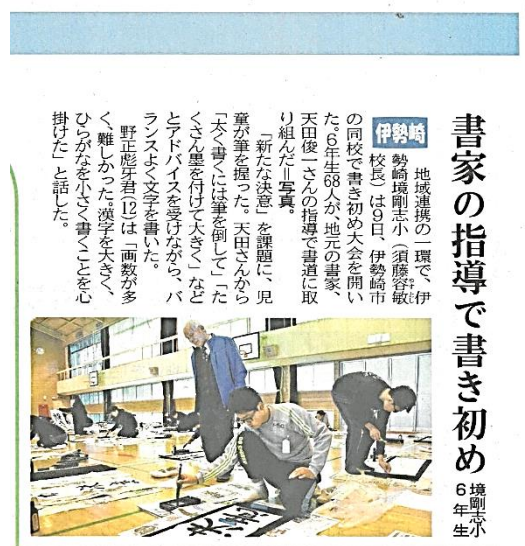 書家の指導で書き初め
境剛志小
6年生
伊勢崎
地域連携の一環で、伊
勢崎境剛志小（須藤容敏
やすとし
校長）は9日、伊勢崎市
の同校で書き初め大会を開い
た。6年生68人が、地元の書家、
天田俊一さんの指導で書道に取
り組んだ＝写真。
「新たな決意」を課題に、児
童が筆を握った。天田さんから
「太く書くには筆を倒して」「た
くさん墨を付けて大きく」など
とアドバイスを受けながら、バ
ランスよく文字を書いた。
野正彪牙君（12）は「画数が多
く、難しかった。漢字を大きく、
ひらがなを小さく書くことを心
掛けた」と話した。